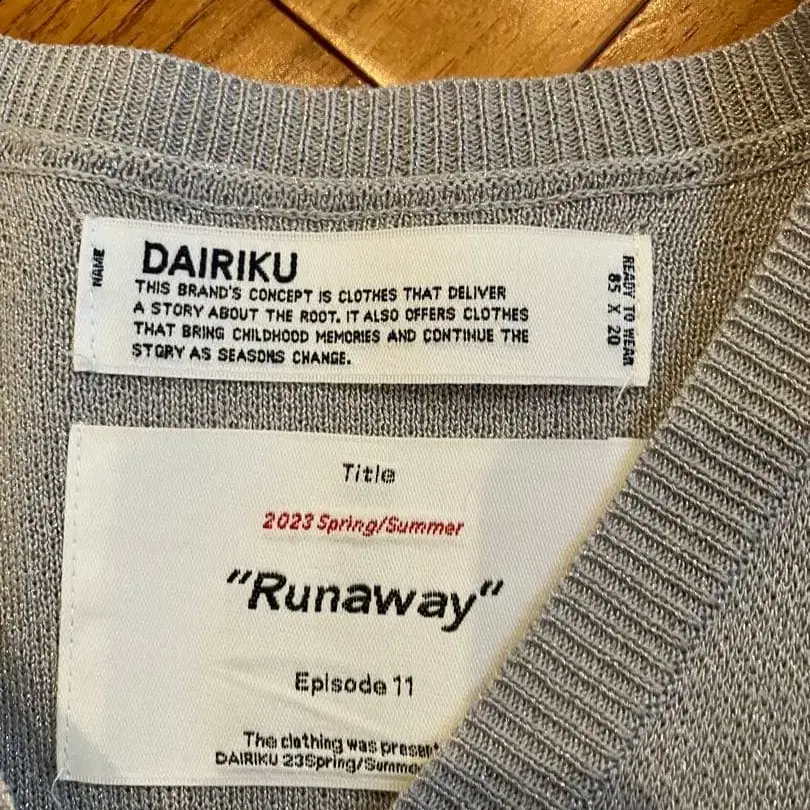 NAME
DAIRIKU
THIS BRAND'S CONCEPT IS CLOTHES THAT DELIVER
A STORY ABOUT THE ROOT. IT ALSO OFFERS CLOTHES
THAT BRING CHILDHOOD MEMORIES AND CONTINUE THE
STORY AS SEASONS CHANGE.
READY TO WEAR
85 X 20
Title
2023 Spring/Summer
"Runaway"
Episode 11
The clothing was present
DAIRIKU 23Spring/Summer